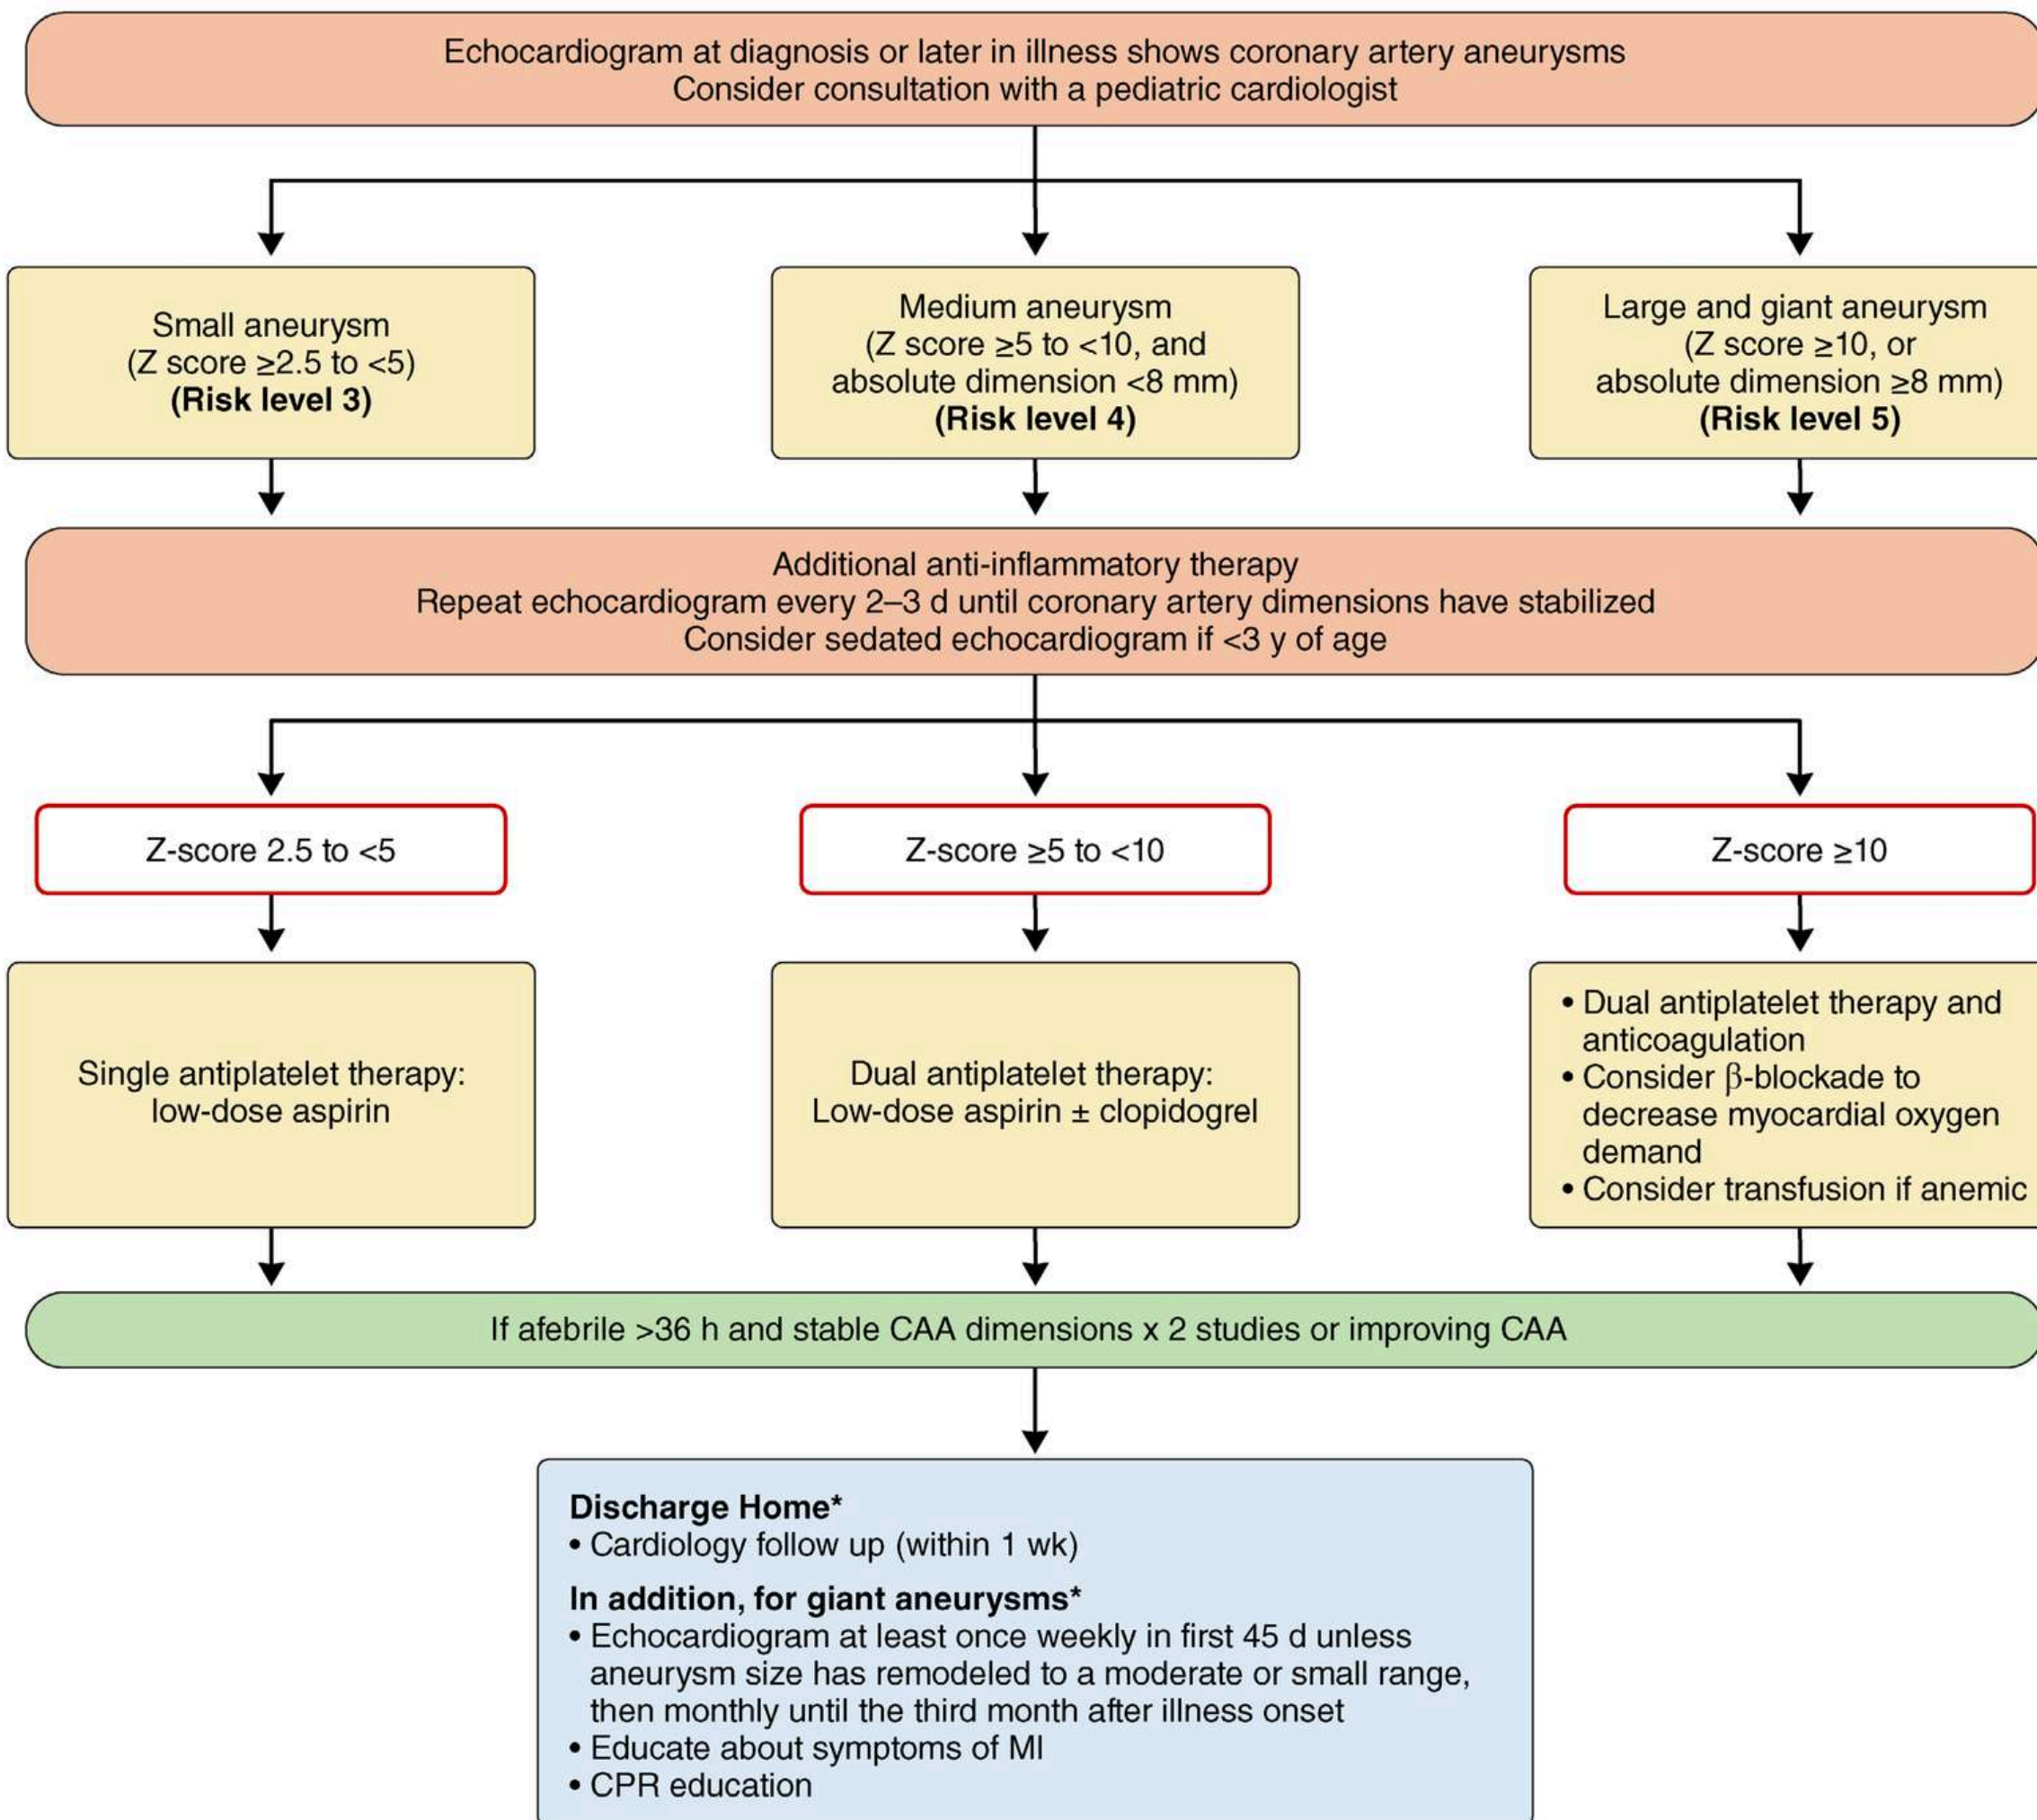 Echocardiogram at diagnosis or later in illness shows coronary artery aneurysms
Consider consultation with a pediatric cardiologist
Small aneurysm
(Z score ≥2.5 to <5)
(Risk level 3)
Medium aneurysm
(Z score ≥5 to <10, and
absolute dimension <8 mm)
(Risk level 4)
Large and giant aneurysm
(Z score ≥10, or
absolute dimension ≥8 mm)
(Risk level 5)
Additional anti-inflammatory therapy
Repeat echocardiogram every 2–3 d until coronary artery dimensions have stabilized
Consider sedated echocardiogram if <3 y of age
Z-score 2.5 to <5
Z-score ≥5 to <10
Z-score ≥10
Single antiplatelet therapy:
low-dose aspirin
Dual antiplatelet therapy:
Low-dose aspirin ± clopidogrel
• Dual antiplatelet therapy and
anticoagulation
• Consider β-blockade to
decrease myocardial oxygen
demand
• Consider transfusion if anemic
If afebrile >36 h and stable CAA dimensions x 2 studies or improving CAA
Discharge Home*
• Cardiology follow up (within 1 wk)
In addition, for giant aneurysms*
• Echocardiogram at least once weekly in first 45 d unless
aneurysm size has remodeled to a moderate or small range,
then monthly until the third month after illness onset
• Educate about symptoms of MI
• CPR education